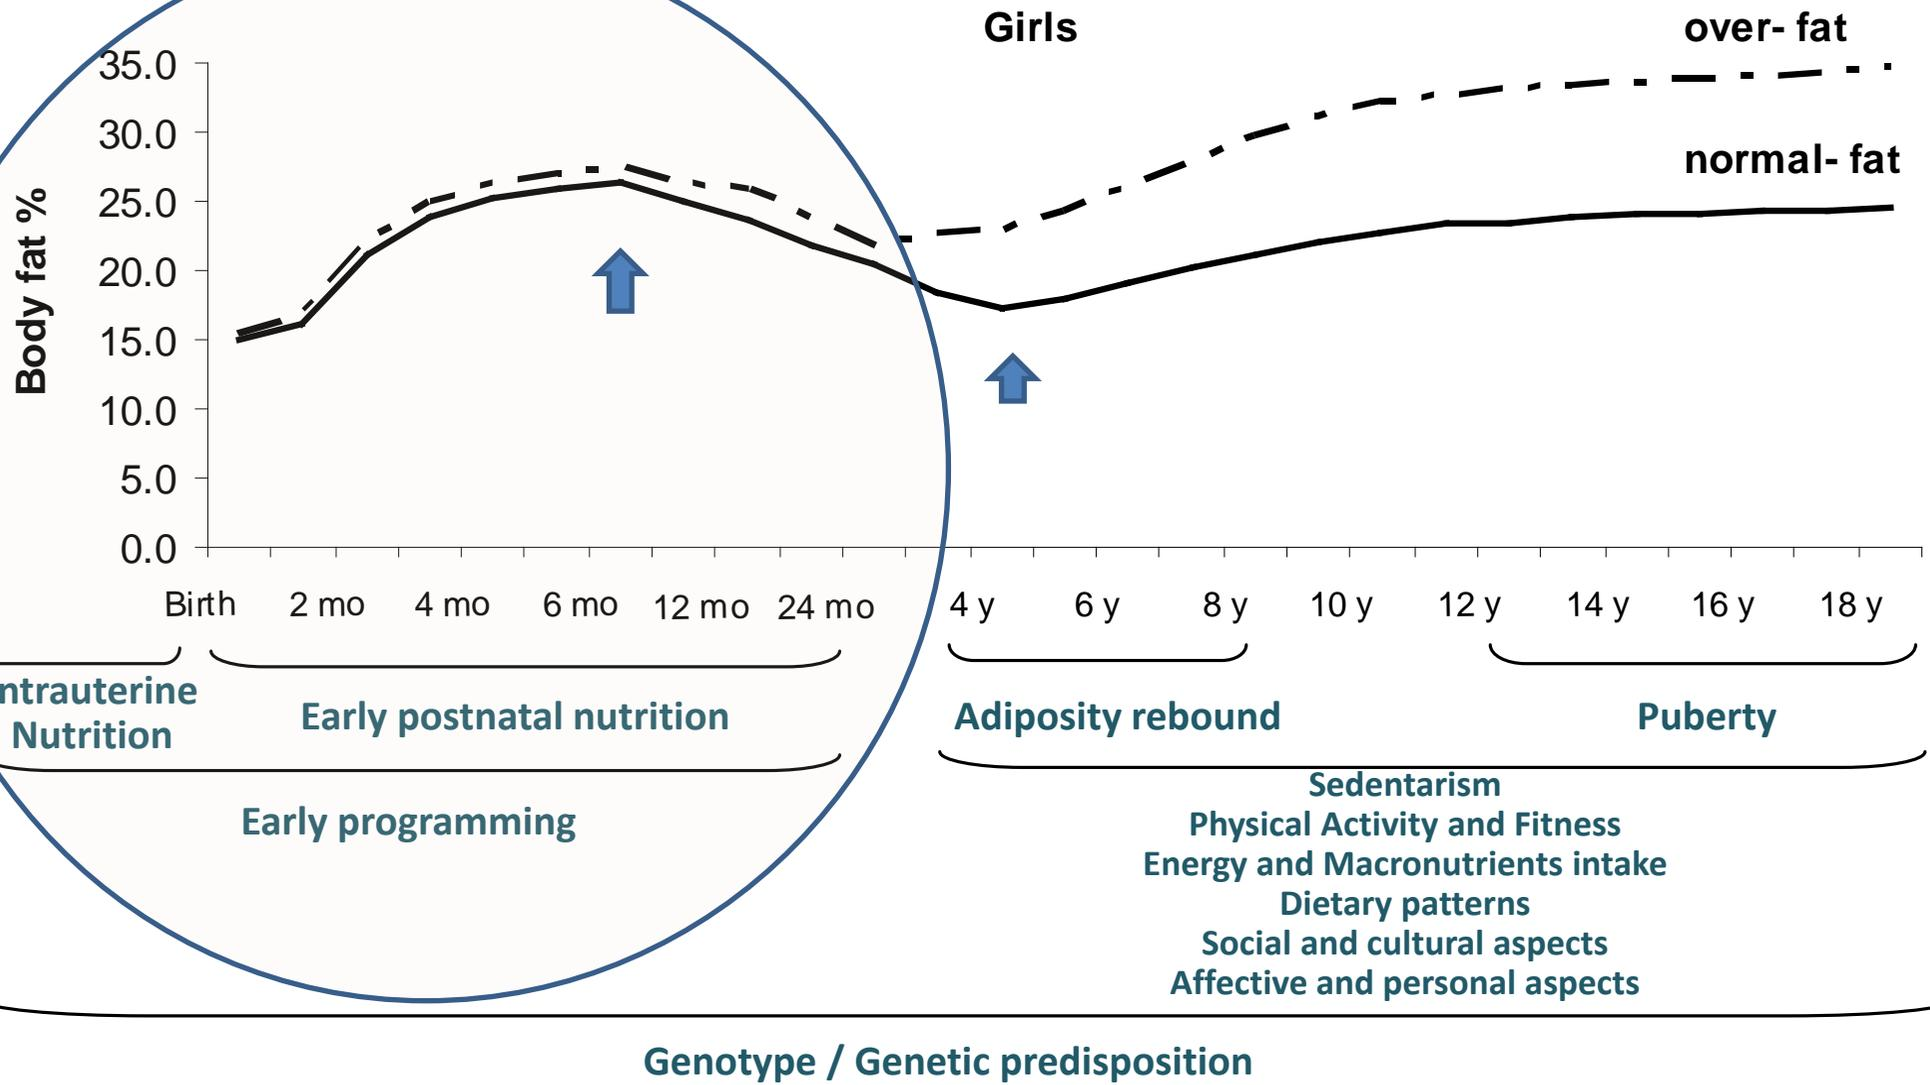 Girls
over- fat
normal- fat
Body fat %
35.0
30.0
25.0
20.0
15.0
10.0
5.0
0.0
Birth 2 mo 4 mo 6 mo 12 mo 24 mo 4 y 6 y 8 y 10 y 12 y 14 y 16 y 18 y
ntrauterine
Nutrition
Early postnatal nutrition
Adiposity rebound
Puberty
Early programming
Sedentarism
Physical Activity and Fitness
Energy and Macronutrients intake
Dietary patterns
Social and cultural aspects
Affective and personal aspects
Genotype / Genetic predisposition